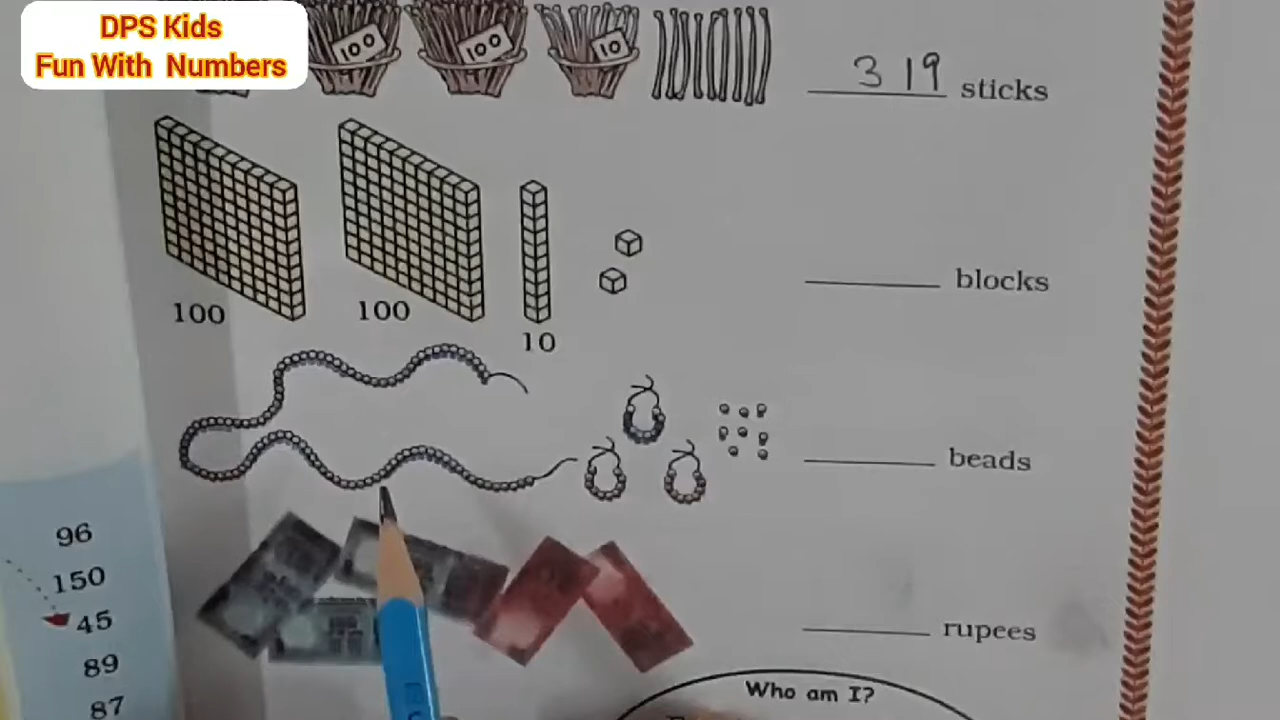 DPS Kids
Fun With Numbers
100
100
10
319 sticks
blocks
100
100
10
beads
96
150
45
89
87
rupees
Who am I?